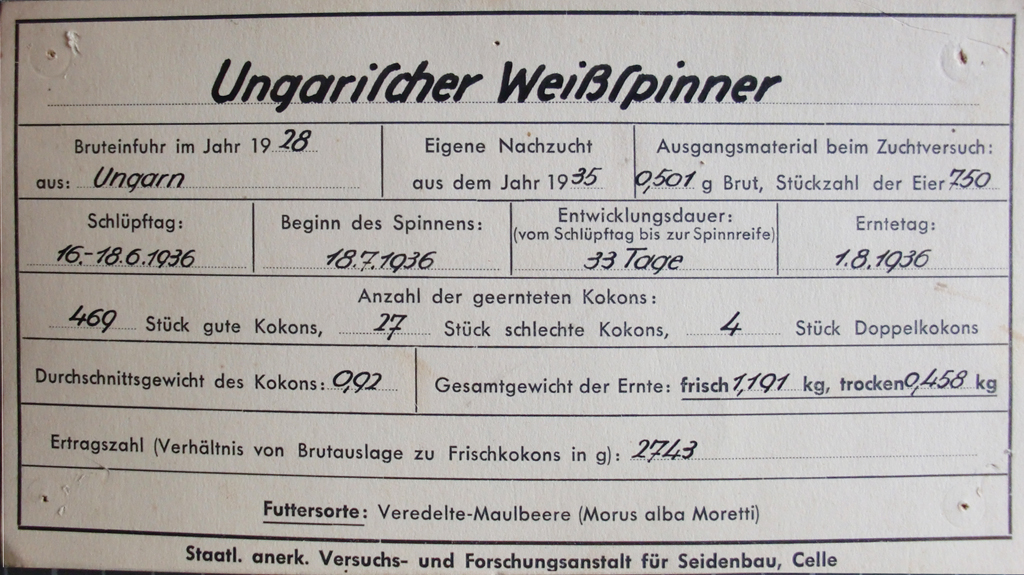 Ungariſcher Weißſpinner
Bruteinfuhr im Jahr 19 28
aus: Ungarn
Eigene Nachzucht
aus dem Jahr 19 35
Ausgangsmaterial beim Zuchtversuch:
0,501 g Brut, Stückzahl der Eier 750
Schlüpftag:
16.-18.6.1936
Beginn des Spinnens:
18.7.1936
Entwicklungsdauer:
(vom Schlüpftag bis zur Spinnreife)
33 Tage
Erntetag:
1.8.1936
Anzahl der geernteten Kokons:
469 Stück gute Kokons, 27 Stück schlechte Kokons, 4 Stück Doppelkokons
Durchschnittsgewicht des Kokons: 0,92
Gesamtgewicht der Ernte: frisch 1,191 kg, trocken 0,458 kg
Ertragszahl (Verhältnis von Brutauslage zu Frischkokons in g): 2743
Futtersorte: Veredelte-Maulbeere (Morus alba Moretti)
Staatl. anerk. Versuchs- und Forschungsanstalt für Seidenbau, Celle